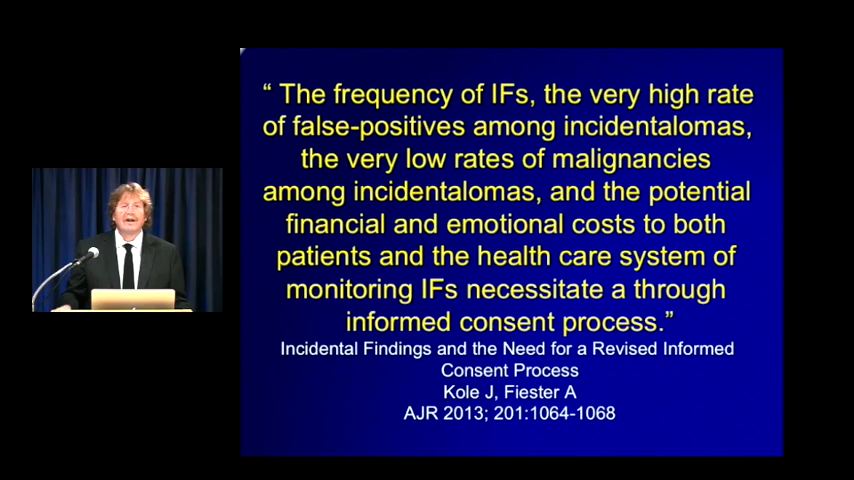 “ The frequency of IFs, the very high rate
of false-positives among incidentalomas,
the very low rates of malignancies
among incidentalomas, and the potential
financial and emotional costs to both
patients and the health care system of
monitoring IFs necessitate a through
informed consent process.”
Incidental Findings and the Need for a Revised Informed
Consent Process
Kole J, Fiester A
AJR 2013; 201:1064-1068